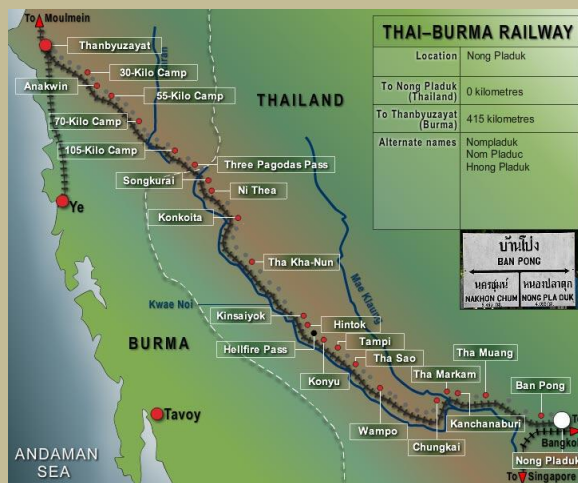 To Moulmein
Thanbyuzayat
30-Kilo Camp
Anakwin
55-Kilo Camp
70-Kilo Camp
105-Kilo Camp
THAILAND
Three Pagodas Pass
Songkurai
Ni Thea
Ye
Konkoita
Tha Kha-Nun
Mae Klaung
Kwae Noi
Kinsaiyok
Hintok
BURMA
Hellfire Pass
Tampi
Konyu
Tha Sao
Tha Muang
Tha Markam
Ban Pong
Tavoy
Wampo
Kanchanaburi
Chungkai
To
Bangkok
Nong Pladuk
To Singapore
ANDAMAN
SEA
THAI–BURMA RAILWAY
Location Nong Pladuk
To Nong Pladuk 0 kilometres
(Thailand)
To Thanbyuzayat 415 kilometres
(Burma)
Alternate names Nompladuk
Nom Pladuc
Hnong Pladuk
บ้านโป่ง
BAN PONG
นครชุมน์ หนองปลาดุก
NAKHON CHUM NONG PLA DUK